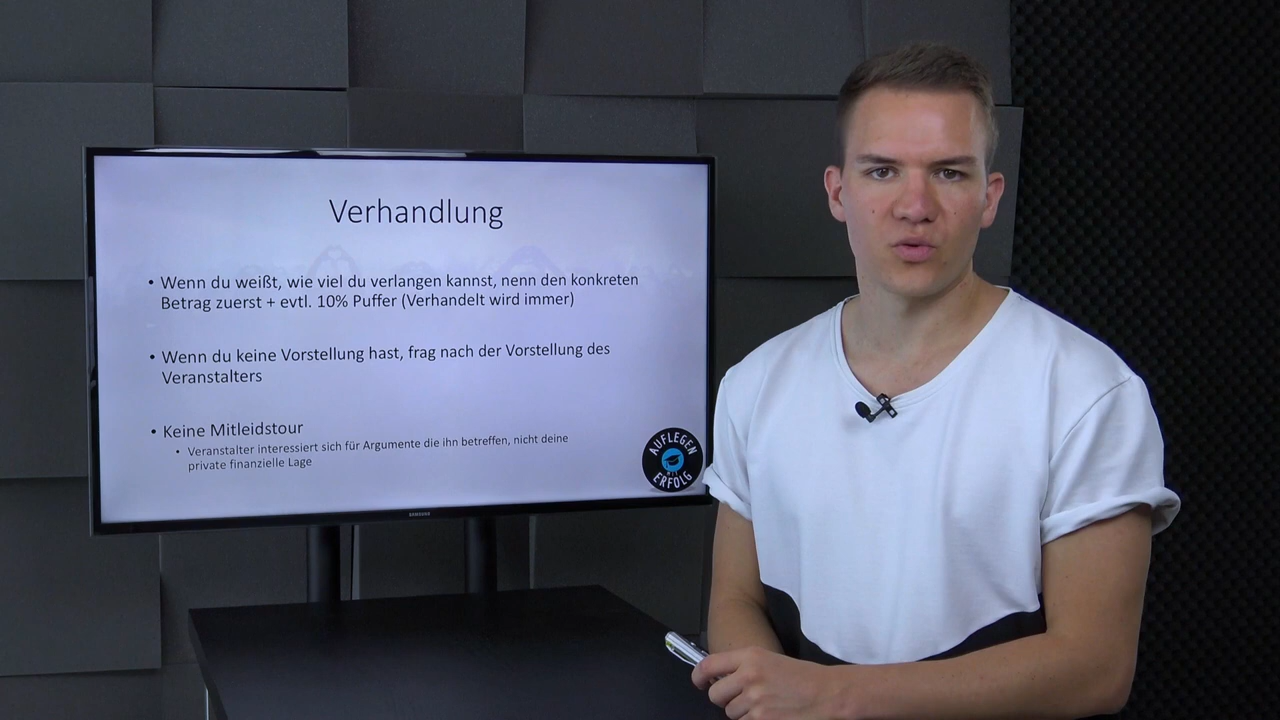 Verhandlung
• Wenn du weißt, wie viel du verlangen kannst, nenn den konkreten
Betrag zuerst + evtl. 10% Puffer (Verhandelt wird immer)
• Wenn du keine Vorstellung hast, frag nach der Vorstellung des
Veranstalters
• Keine Mitleidstour
• Veranstalter interessiert sich für Argumente die ihn betreffen, nicht deine
private finanzielle Lage
AUFLEGEN
MIT
ERFOLG
SAMSUNG